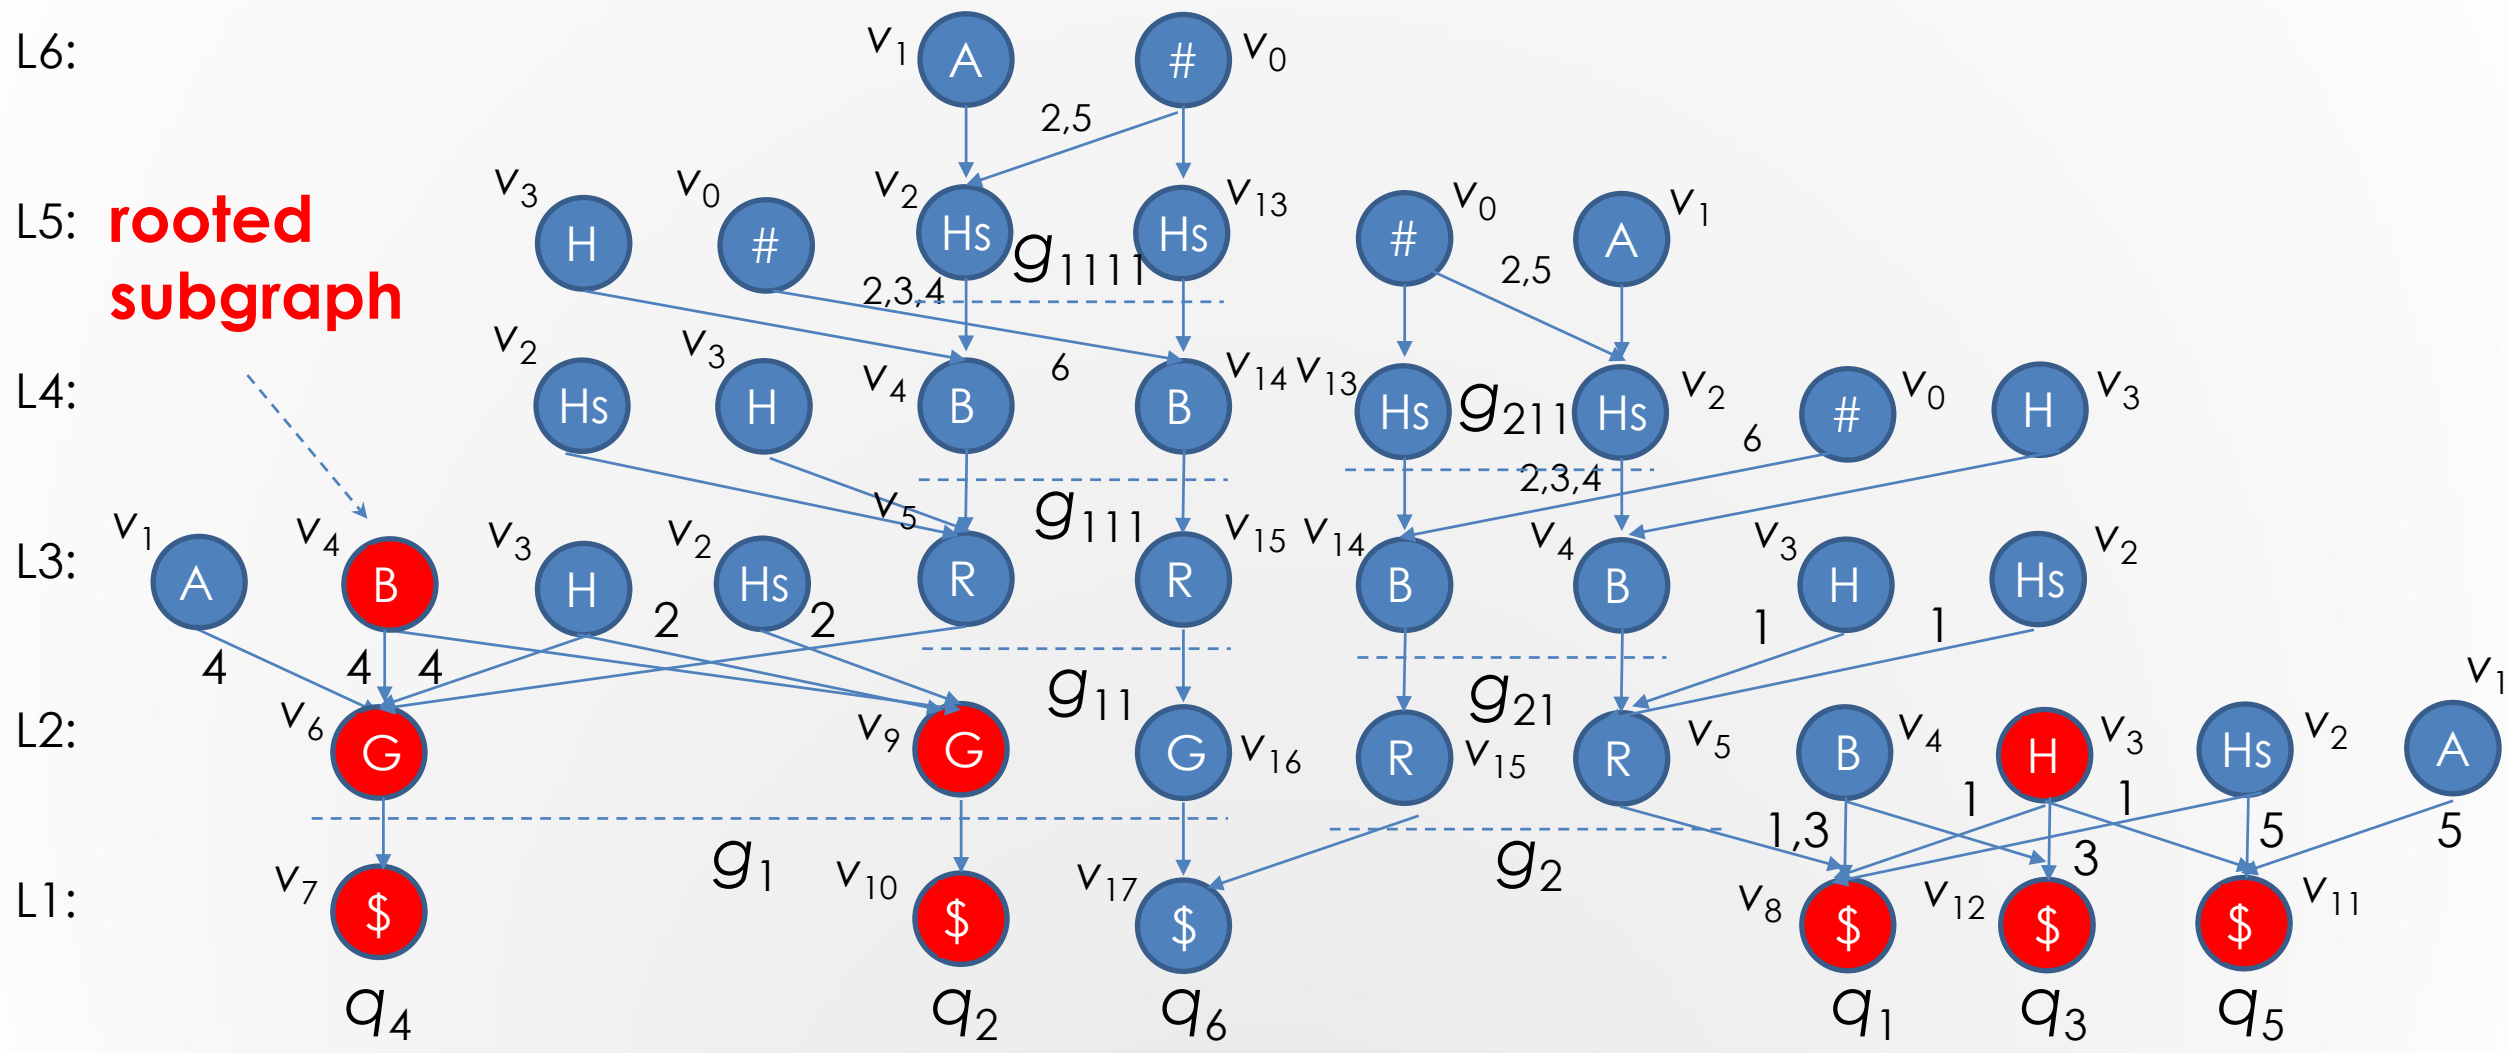 L6: v1 A # v0
2,5
L5: rooted subgraph v3 H v0 # v2 Hs g1111 v13 Hs # v0 A v1
2,3,4 2,5
L4: v2 Hs v3 H v4 B 6 v14 B v13 Hs g211 Hs v2 # v0 H v3
6
2,3,4
L3: v1 A v4 B v3 H v2 Hs v5 R g111 v15 R v14 B v4 B v3 H v2 Hs
4 4 4 2 2 1 1
g11 g21
L2: v6 G v9 G G v16 R v15 R v5 B v4 H v3 Hs v2 A v1
1,3 1 1 3 5 5
g1 g2
L1: v7 $ v10 $ v17 $ v8 $ v12 $ $ v11
q4 q2 q6 q1 q3 q5